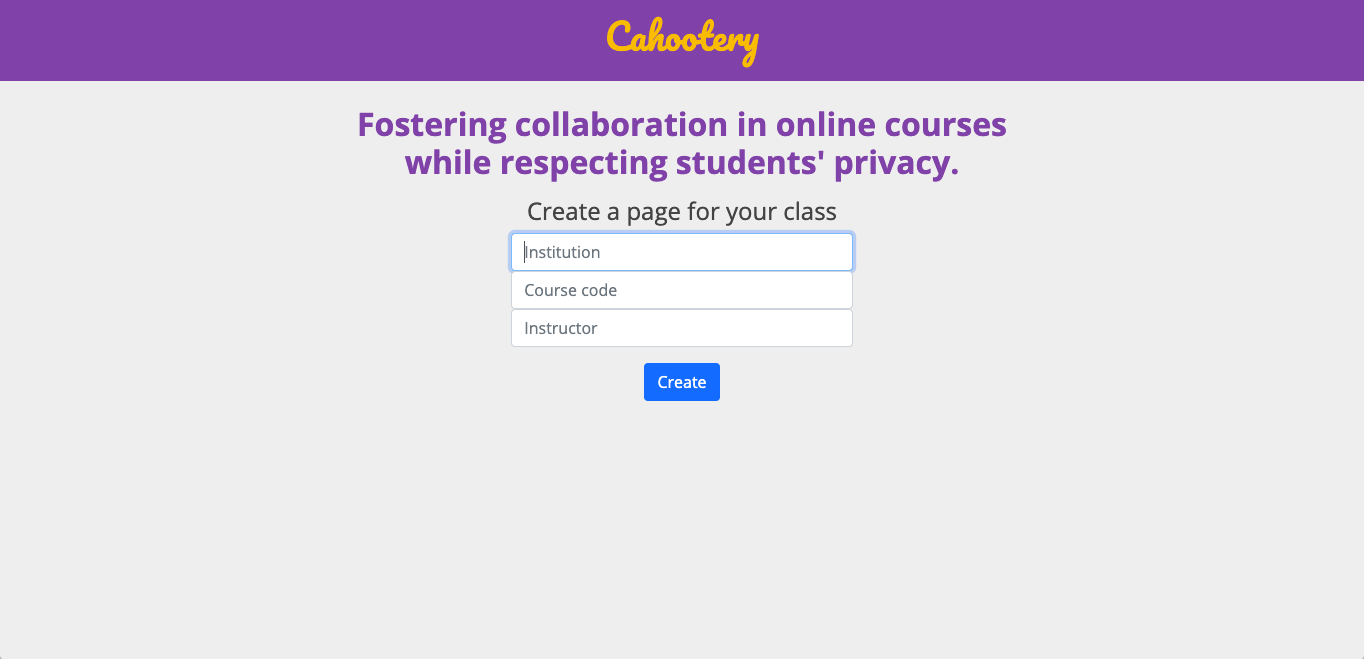 Cahootery
Fostering collaboration in online courses
while respecting students' privacy.
Create a page for your class
Institution
Course code
Instructor
Create